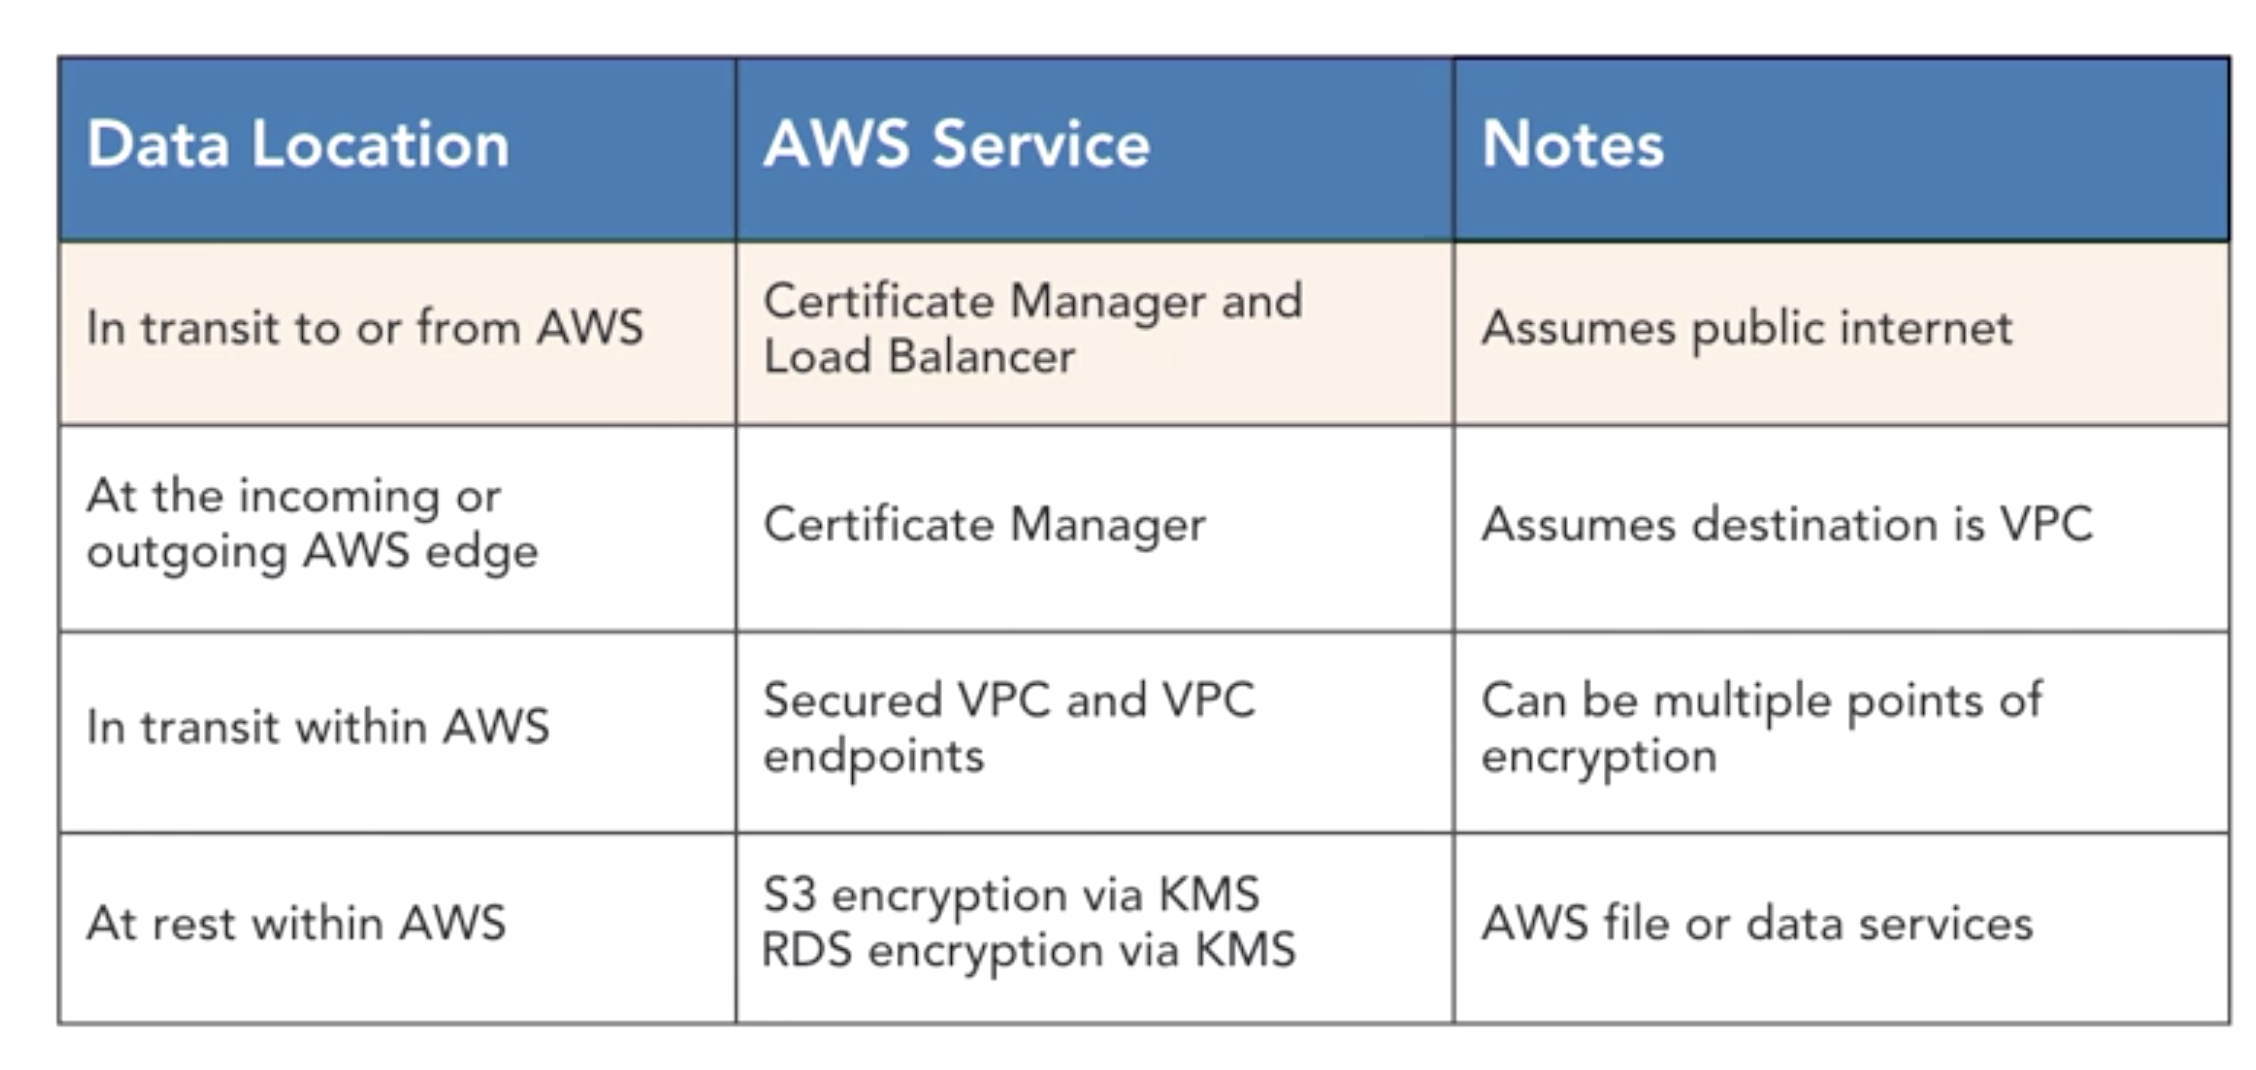 Data Location
AWS Service
Notes
In transit to or from AWS
Certificate Manager and
Load Balancer
Assumes public internet
At the incoming or
outgoing AWS edge
Certificate Manager
Assumes destination is VPC
In transit within AWS
Secured VPC and VPC
endpoints
Can be multiple points of
encryption
At rest within AWS
S3 encryption via KMS
RDS encryption via KMS
AWS file or data services